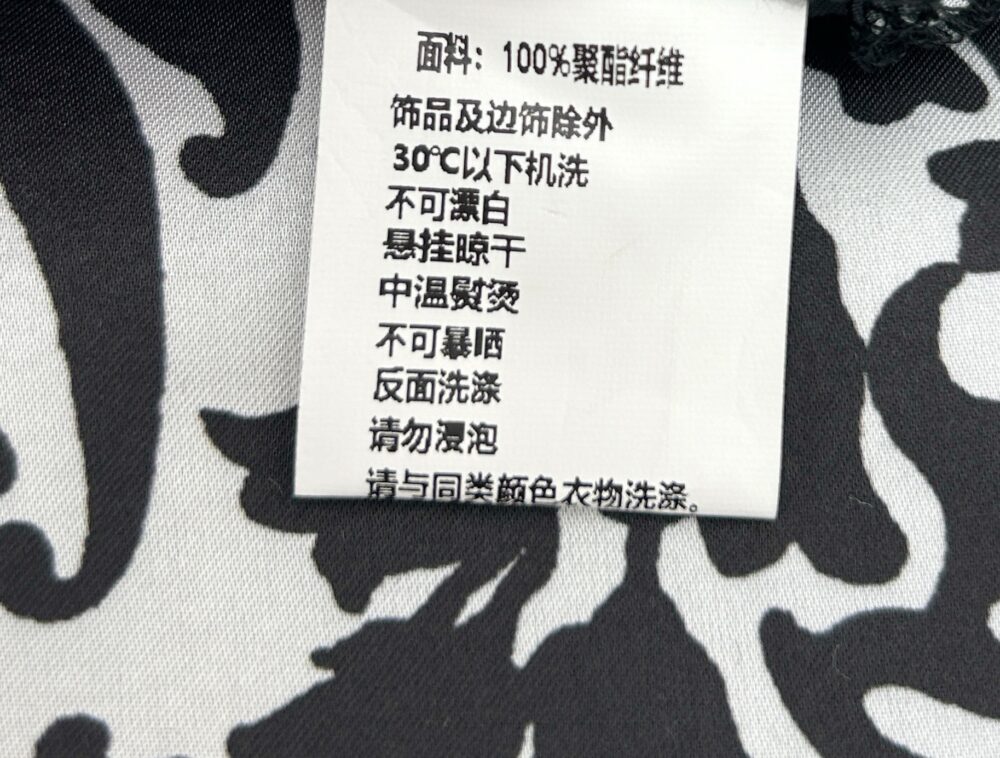 面料：100%聚酯纤维
饰品及边饰除外
30℃以下机洗
不可漂白
悬挂晾干
中温熨烫
不可暴晒
反面洗涤
请勿浸泡
请与同类颜色衣物洗涤。